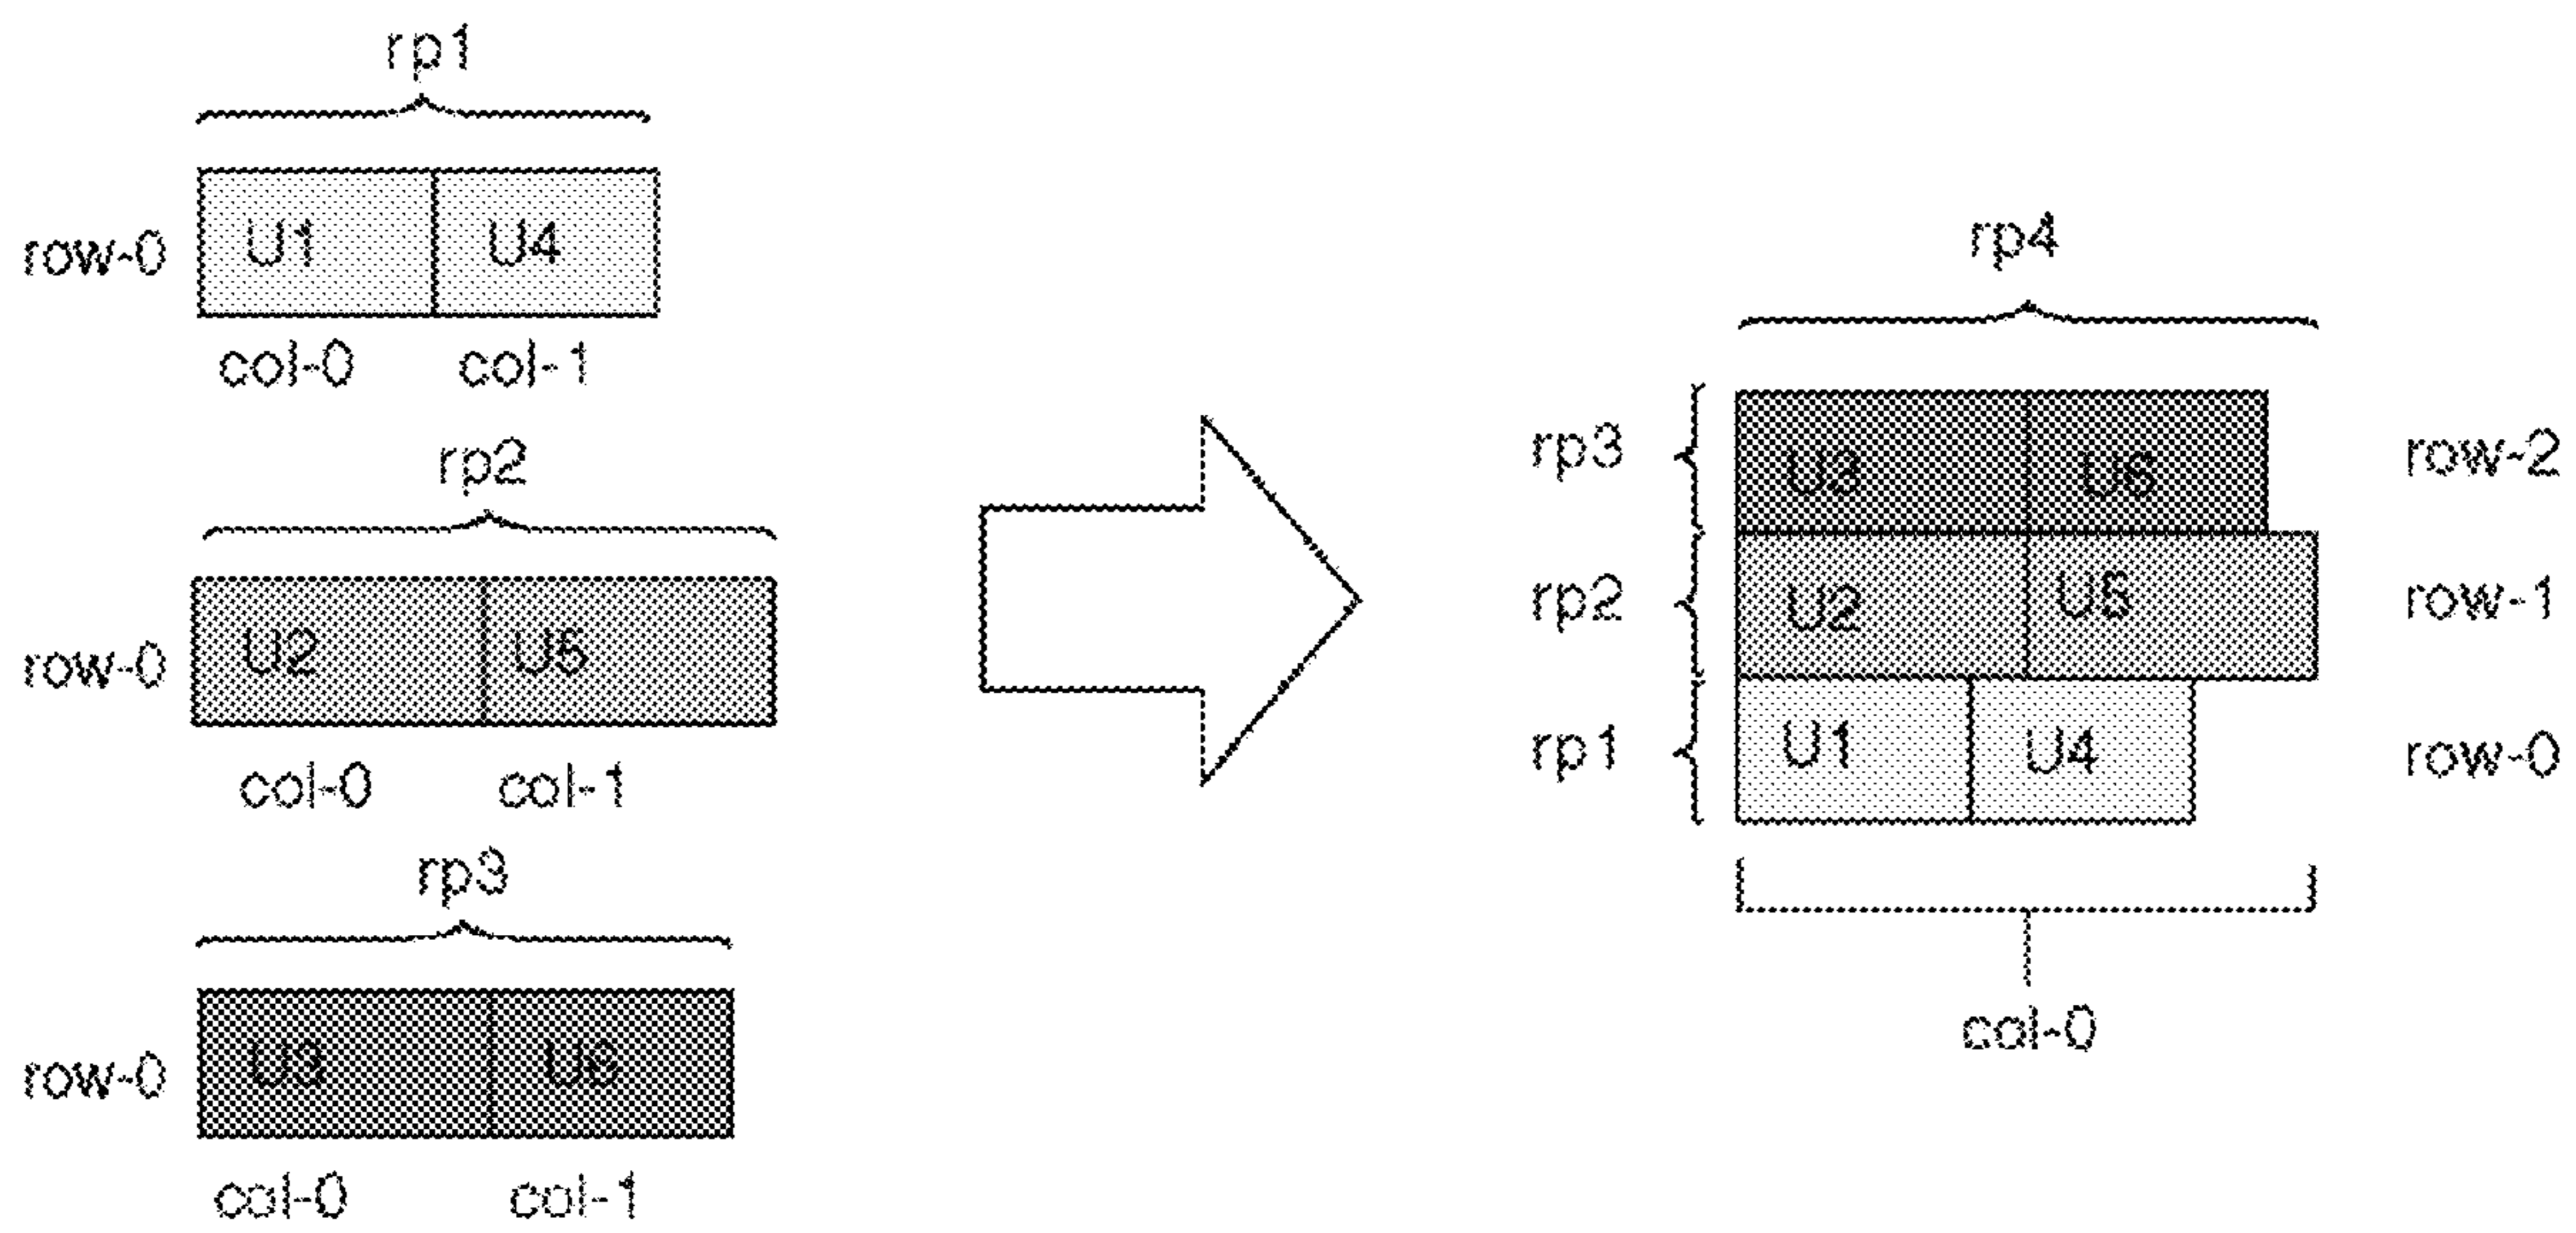 rp1
row-0 U1 U4
col-0 col-1
rp2
row-0 U2 U5
col-0 col-1
rp3
row-0 U3 U6
col-0 col-1
rp4
rp3 U3 U6 row-2
rp2 U2 U5 row-1
rp1 U1 U4 row-0
col-0